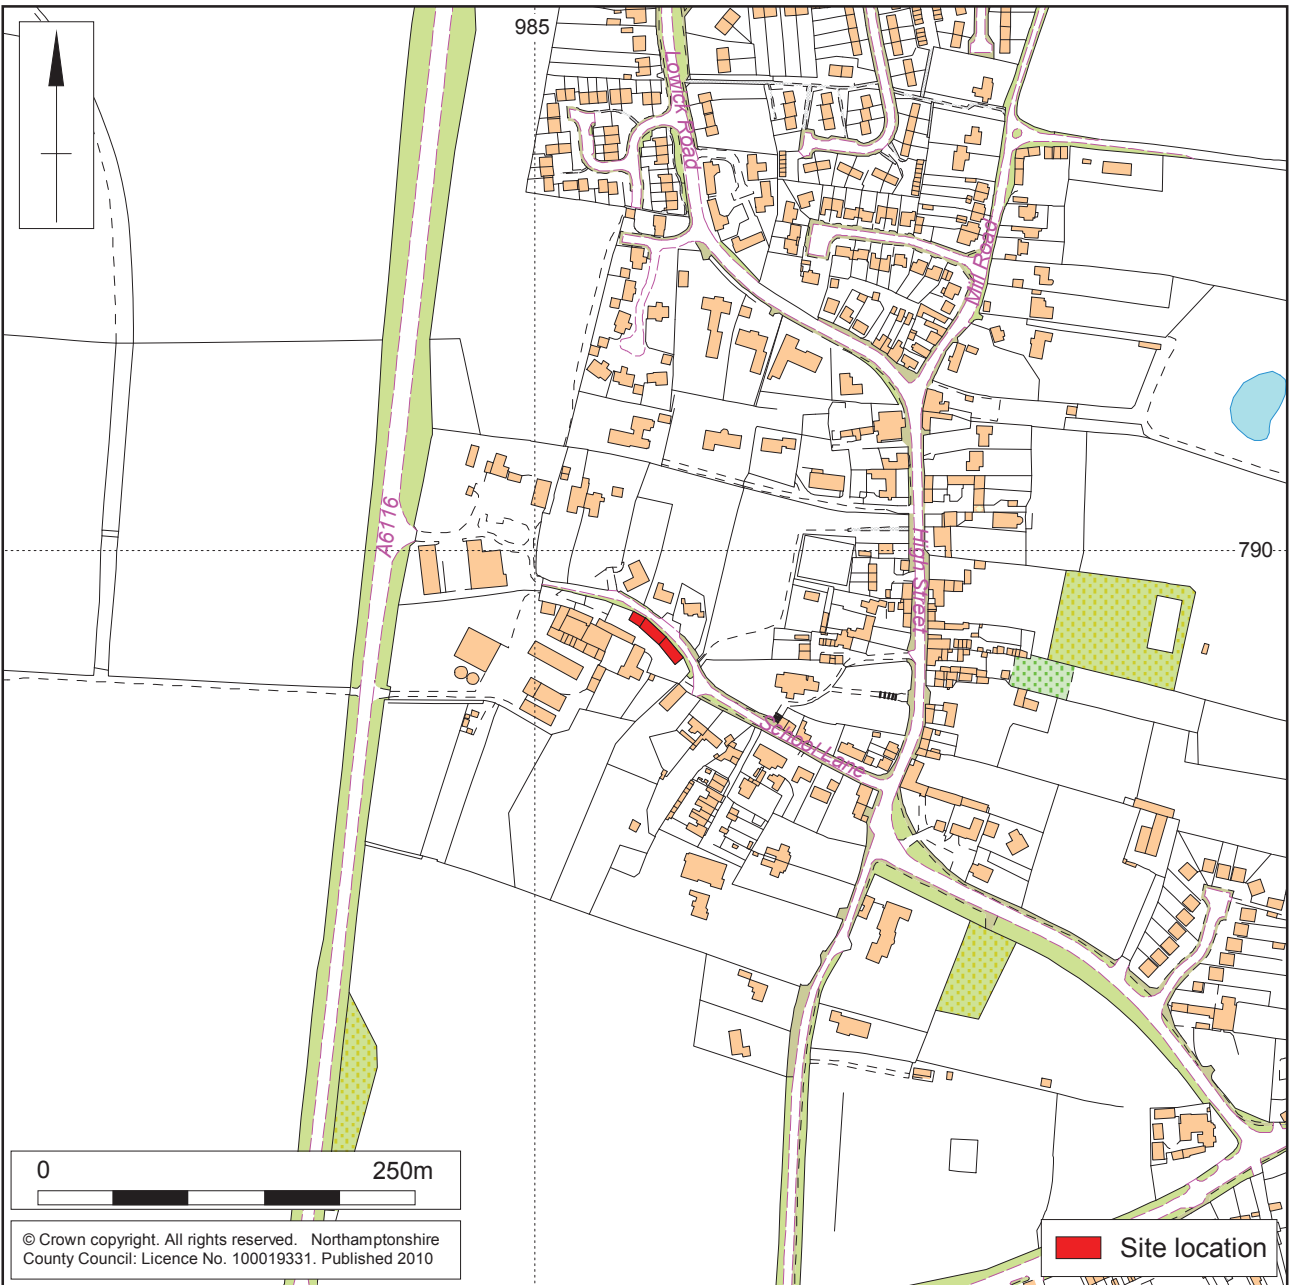 985
Lowick Road
Mill Road
A6116
High Street
790
School Lane
0 250m
© Crown copyright. All rights reserved. Northamptonshire
County Council: Licence No. 100019331. Published 2010
Site location